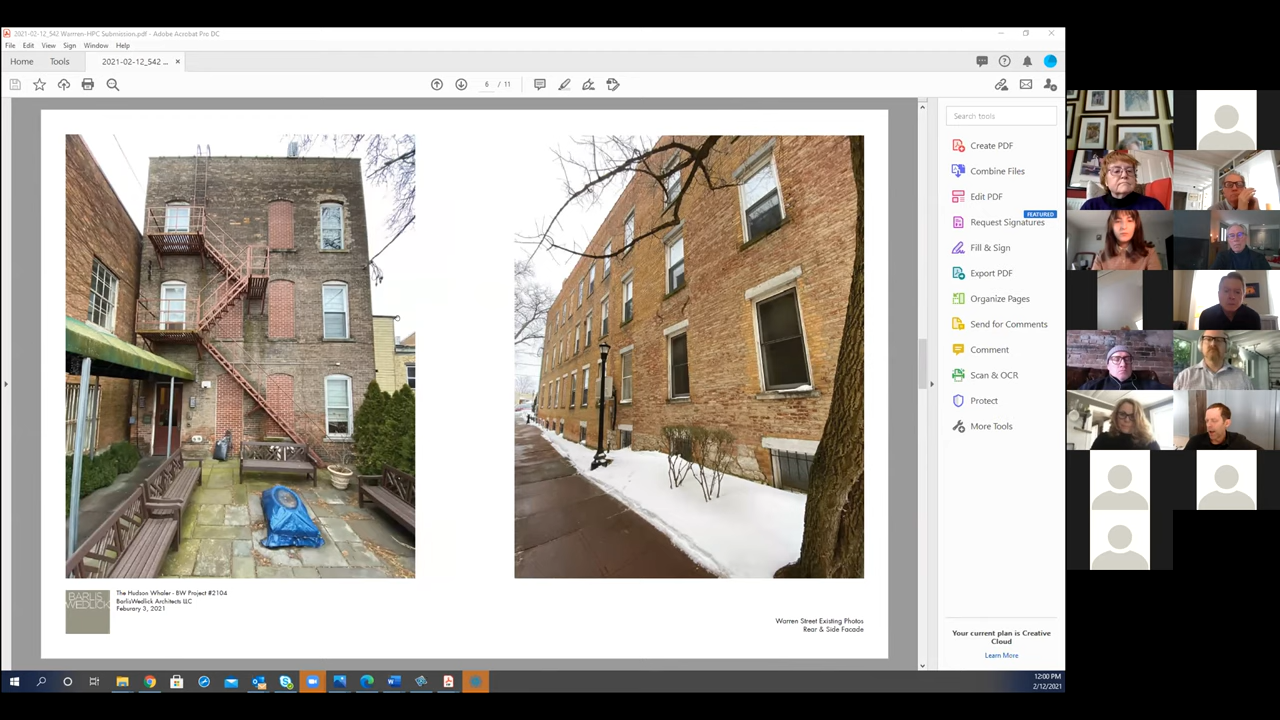 2021-02-12_542 Warrren-HPC Submission.pdf - Adobe Acrobat Pro DC
File Edit View Sign Window Help
Home Tools 2021-02-12_542 ... ×
6 / 11
Search tools
Create PDF
Combine Files
Edit PDF
FEATURED
Request Signatures
Fill & Sign
Export PDF
Organize Pages
Send for Comments
Comment
Scan & OCR
Protect
More Tools
BARLIS
WEDLICK
The Hudson Whaler - BW Project #2104
BarlisWedlick Architects LLC
Feburary 3, 2021
Warren Street Existing Photos
Rear & Side Facade
Your current plan is Creative
Cloud
Learn More
12:00 PM
2/12/2021